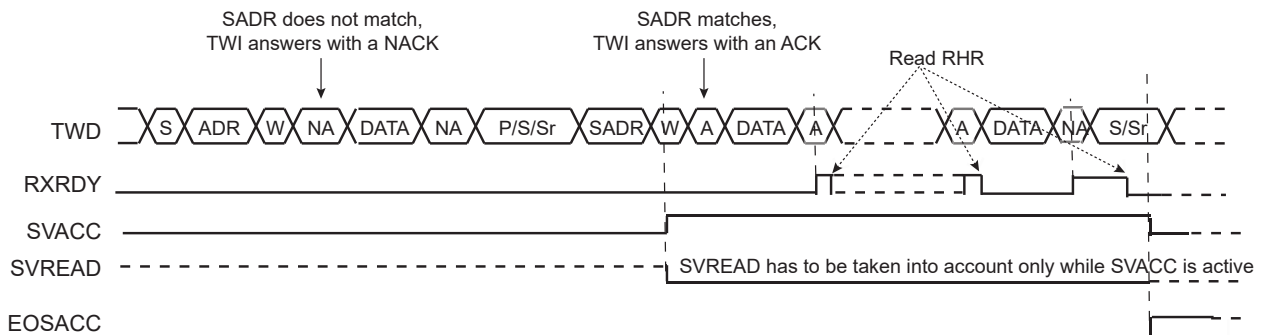 SADR does not match,
TWI answers with a NACK
SADR matches,
TWI answers with an ACK
Read RHR
TWD S ADR W NA DATA NA P/S/Sr SADR W A DATA A A DATA NA S/Sr
RXRDY
SVACC
SVREAD SVREAD has to be taken into account only while SVACC is active
EOSACC